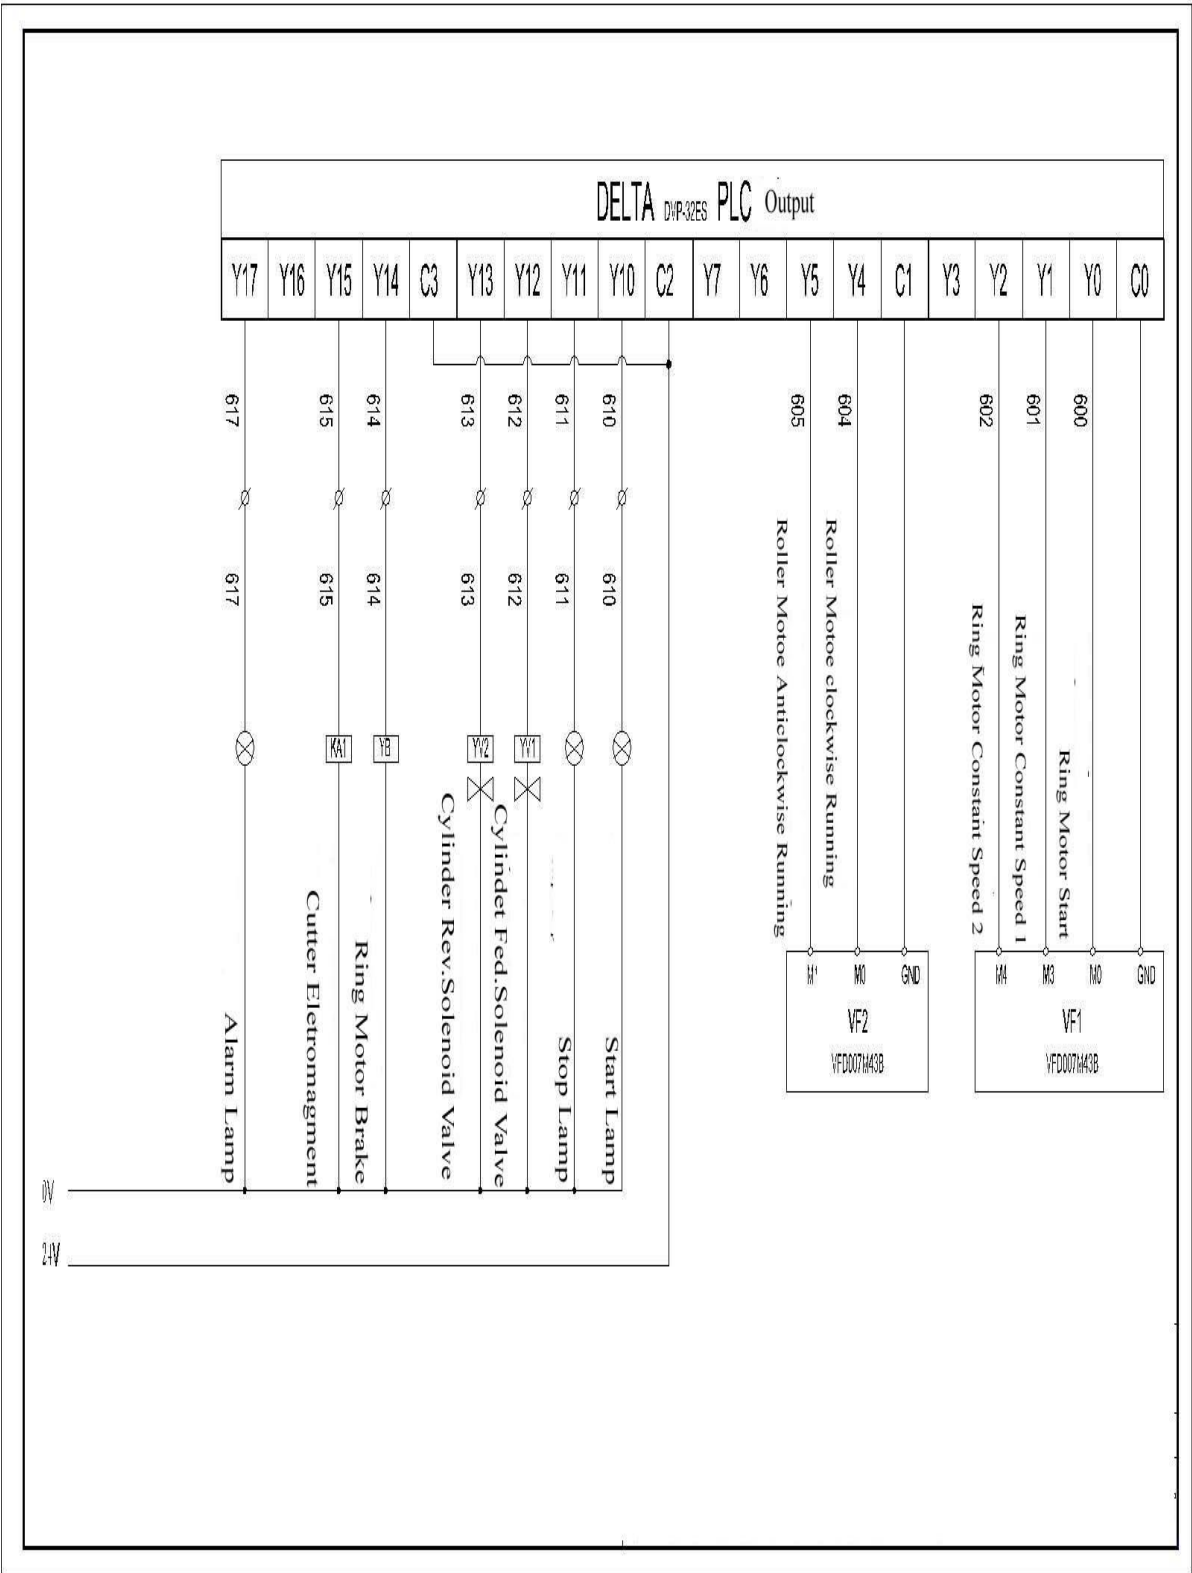 DELTA DVP-32ES PLC Output
Y17 Y16 Y15 Y14 C3 Y13 Y12 Y11 Y10 C2 Y7 Y6 Y5 Y4 C1 Y3 Y2 Y1 Y0 C0
617 615 614 613 612 611 610 605 604 602 601 600
617 615 614 613 612 611 610
KA1 YB YV2 YV1
Alarm Lamp
Cutter Eletromagment
Ring Motor Brake
Cylinder Rev.Solenoid Valve
Cylindet Fed.Solenoid Valve
Stop Lamp
Start Lamp
Roller Motoe Anticlockwise Running
Roller Motoe clockwise Running
Ring Motor Constant Speed 2
Ring Motor Constant Speed 1
Ring Motor Start
M1 M0 GND
VF2
VFD007M43B
M4 M3 M0 GND
VF1
VFD007M43B
0V
24V